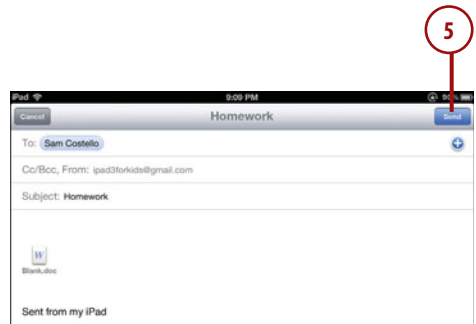 5
iPad 9:09 PM 90%
Cancel Homework Send
To: Sam Costello
Cc/Bcc, From: ipad3forkids@gmail.com
Subject: Homework
W
Blank.doc
Sent from my iPad